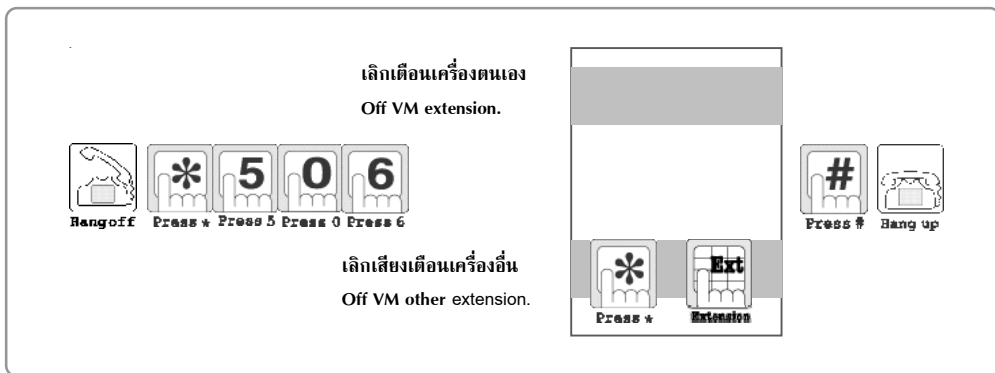 เลิกเตือนเครื่องตนเอง
Off VM extension.
* 5 0 6 #
Hang off Press * Press 5 Press 0 Press 6 Press # Hang up
เลิกเสียงเตือนเครื่องอื่น
Off VM other extension.
* Ext
Press * Extension